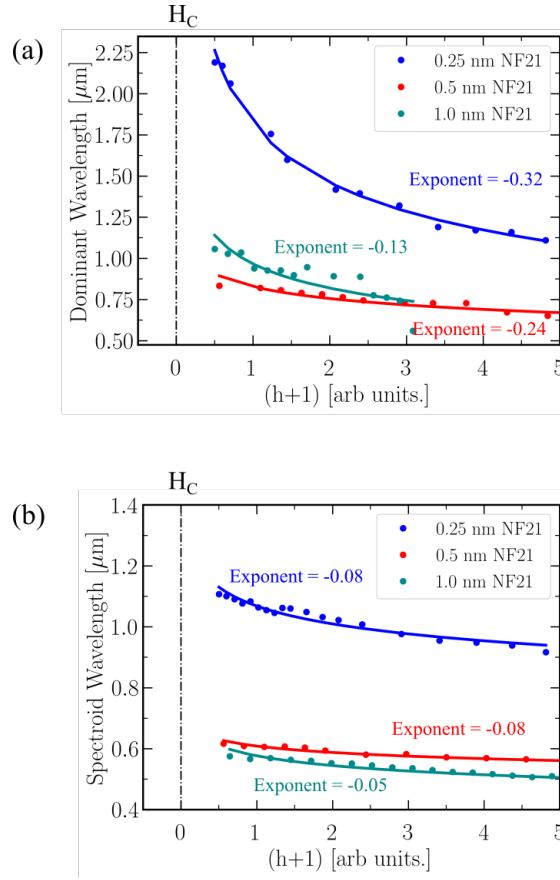 H_C
(a)
2.25
2.00
1.75
1.50
1.25
1.00
0.75
0.50
Dominant Wavelength [μm]
0.25 nm NF21
0.5 nm NF21
1.0 nm NF21
Exponent = -0.32
Exponent = -0.13
Exponent = -0.24
0 1 2 3 4 5
(h+1) [arb units.]
H_C
(b)
1.4
1.2
1.0
0.8
0.6
0.4
Spectroid Wavelength [μm]
0.25 nm NF21
0.5 nm NF21
1.0 nm NF21
Exponent = -0.08
Exponent = -0.08
Exponent = -0.05
0 1 2 3 4 5
(h+1) [arb units.]